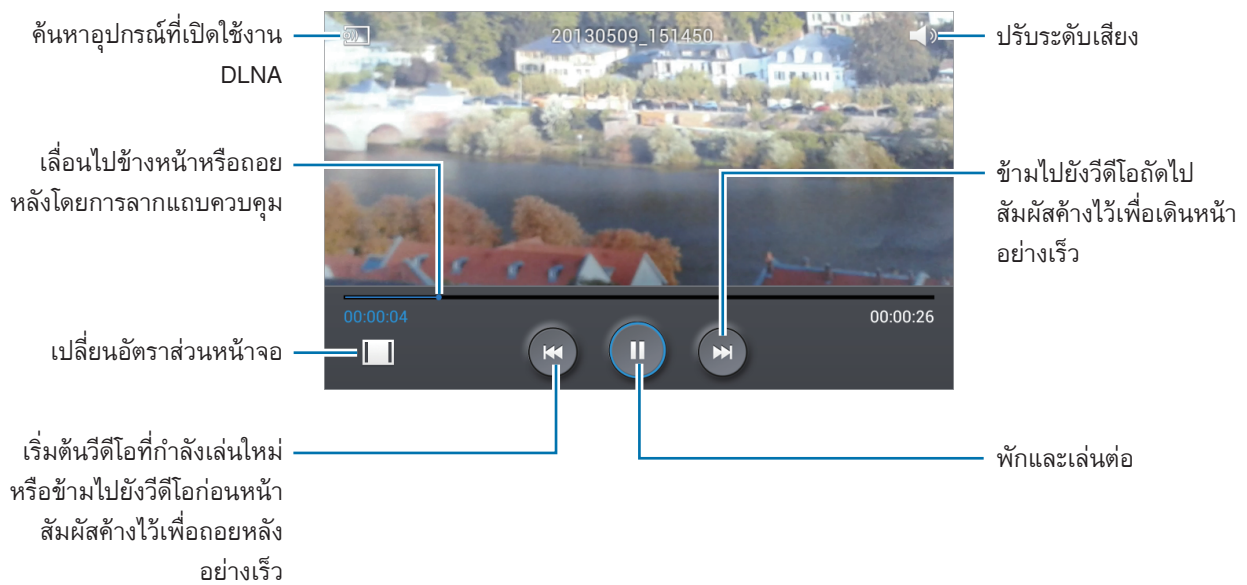 ค้นหาอุปกรณ์ที่เปิดใช้งาน
DLNA
20130509_151450
ปรับระดับเสียง
เลื่อนไปข้างหน้าหรือถอย
หลังโดยการลากแถบควบคุม
ข้ามไปยังวีดีโอถัดไป
สัมผัสค้างไว้เพื่อเดินหน้า
อย่างเร็ว
00:00:04
00:00:26
เปลี่ยนอัตราส่วนหน้าจอ
เริ่มต้นวีดีโอที่กำลังเล่นใหม่
หรือข้ามไปยังวีดีโอก่อนหน้า
สัมผัสค้างไว้เพื่อถอยหลัง
อย่างเร็ว
พักและเล่นต่อ